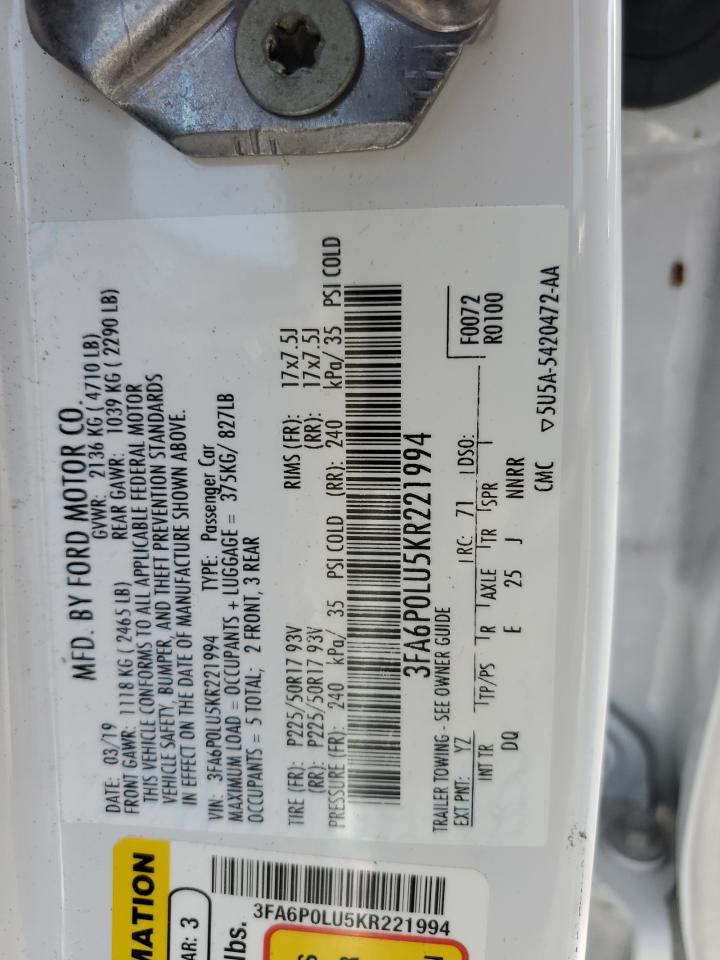 MFD. BY FORD MOTOR CO.
DATE: 03/19 GVWR: 2136 KG ( 4710 LB)
FRONT GAWR: 1118 KG ( 2465 LB) REAR GAWR: 1039 KG ( 2290 LB)
THIS VEHICLE CONFORMS TO ALL APPLICABLE FEDERAL MOTOR
VEHICLE SAFETY, BUMPER, AND THEFT PREVENTION STANDARDS
IN EFFECT ON THE DATE OF MANUFACTURE SHOWN ABOVE.
VIN: 3FA6P0LU5KR221994 TYPE: Passenger Car
MAXIMUM LOAD = OCCUPANTS + LUGGAGE = 375KG/ 827LB
OCCUPANTS = 5 TOTAL; 2 FRONT, 3 REAR
TIRE (FR): P225/50R17 93V RIMS (FR): 17x7.5J
(RR): P225/50R17 93V (RR): 17x7.5J
PRESSURE (FR): 240 kPa/ 35 PSI COLD (RR): 240 kPa/ 35 PSI COLD
3FA6P0LU5KR221994
TRAILER TOWING - SEE OWNER GUIDE
F0072
R0100
EXT PNT: YZ RC: 71 DSO:
INT TR TP/PS R AXLE TR SPR
DQ E 25 J NNRR
CMC ▽5U5A-5420472-AA
MATION
AR: 3
3FA6P0LU5KR221994
lbs.